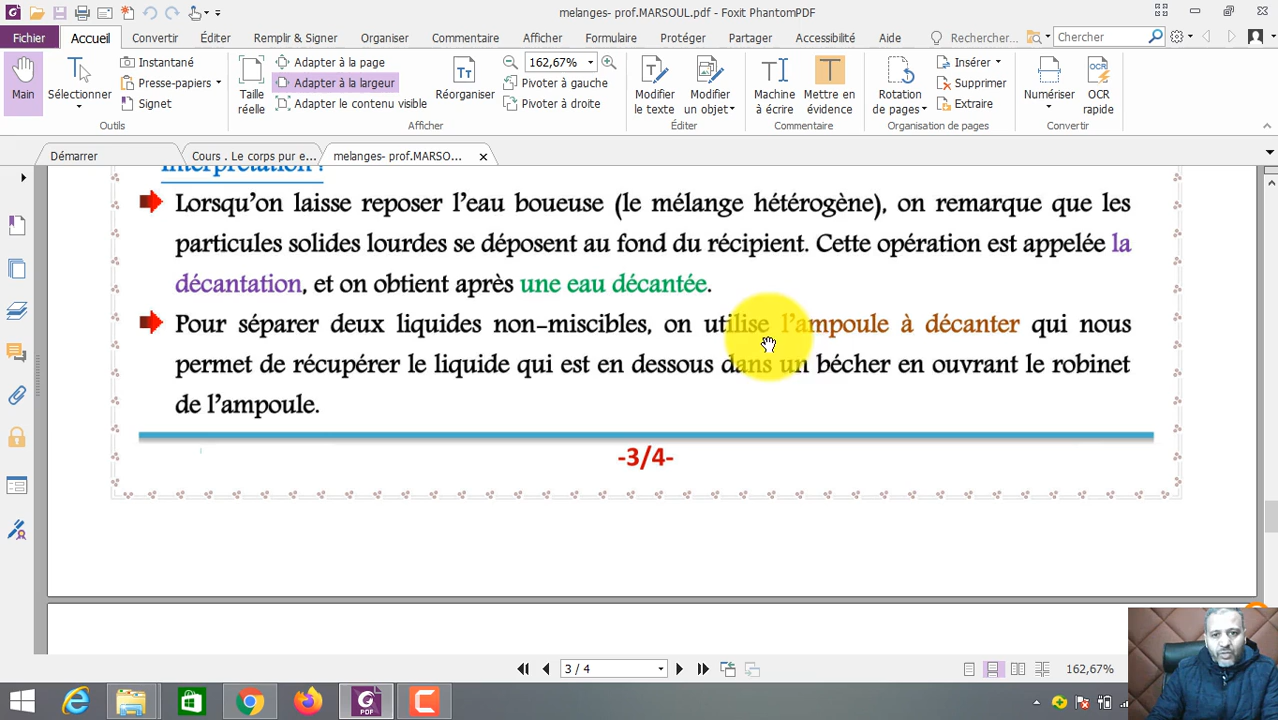 melanges- prof.MARSOUL.pdf - Foxit PhantomPDF
Fichier Accueil Convertir Éditer Remplir & Signer Organiser Commentaire Afficher Formulaire Protéger Partager Accessibilité Aide Rechercher... Chercher
Main
Sélectionner
Instantané
Presse-papiers
Signet
Outils
Taille réelle
Adapter à la page
Adapter à la largeur
Adapter le contenu visible
Réorganiser
162,67%
Pivoter à gauche
Pivoter à droite
Afficher
Modifier le texte
Modifier un objet
Éditer
Machine à écrire
Mettre en évidence
Commentaire
Rotation de pages
Insérer
Supprimer
Extraire
Organisation de pages
Numériser
OCR rapide
Convertir
Démarrer Cours . Le corps pur e... melanges- prof.MARSO...
Interprétation :
Lorsqu'on laisse reposer l'eau boueuse (le mélange hétérogène), on remarque que les
particules solides lourdes se déposent au fond du récipient. Cette opération est appelée la
décantation, et on obtient après une eau décantée.
Pour séparer deux liquides non-miscibles, on utilise l'ampoule à décanter qui nous
permet de récupérer le liquide qui est en dessous dans un bécher en ouvrant le robinet
de l'ampoule.
-3/4-
3 / 4
162,67%